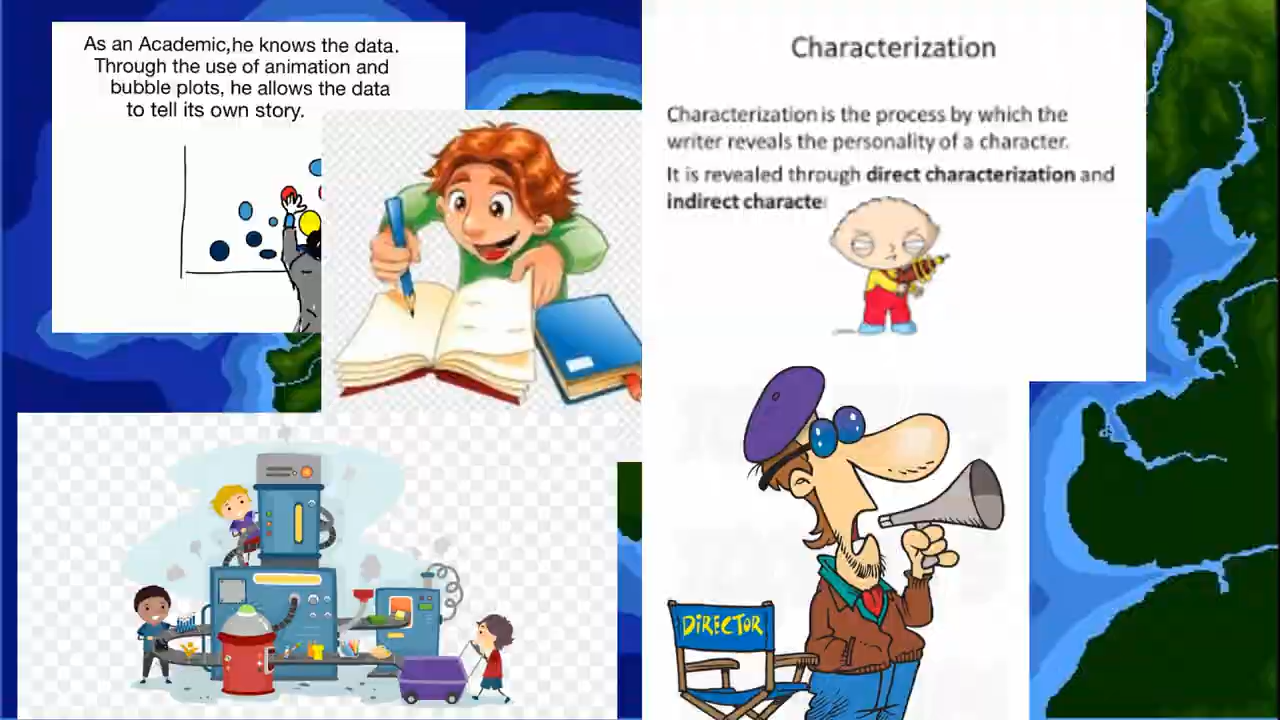 As an Academic,he knows the data.
Through the use of animation and
bubble plots, he allows the data
to tell its own story.
Characterization
Characterization is the process by which the
writer reveals the personality of a character.
It is revealed through direct characterization and
indirect characte
DiRECTOR